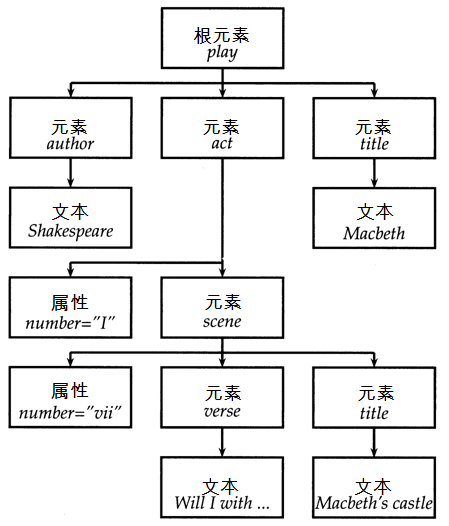 根元素
play
元素
author
元素
act
元素
title
文本
Shakespeare
文本
Macbeth
属性
number="I"
元素
scene
属性
number="vii"
元素
verse
元素
title
文本
Will I with ...
文本
Macbeth's castle